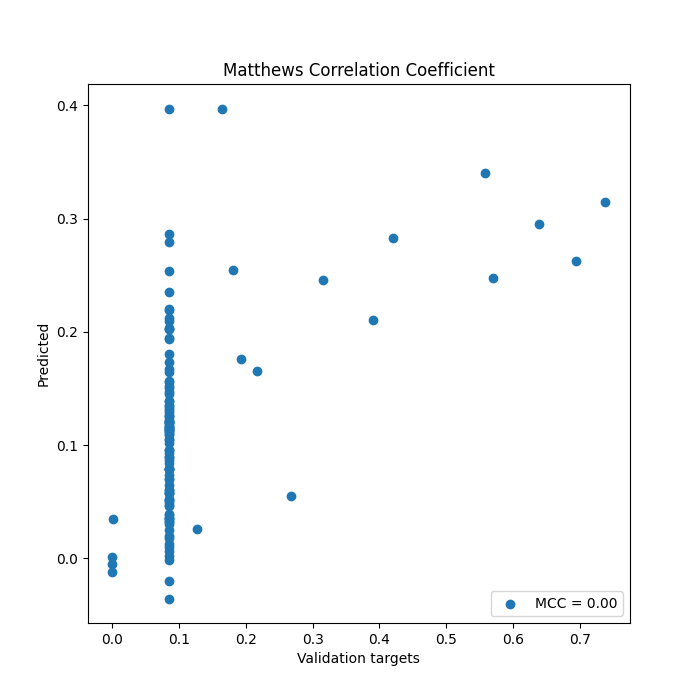 Matthews Correlation Coefficient
0.4
0.3
0.2
0.1
0.0
Predicted
MCC = 0.00
0.0 0.1 0.2 0.3 0.4 0.5 0.6 0.7
Validation targets